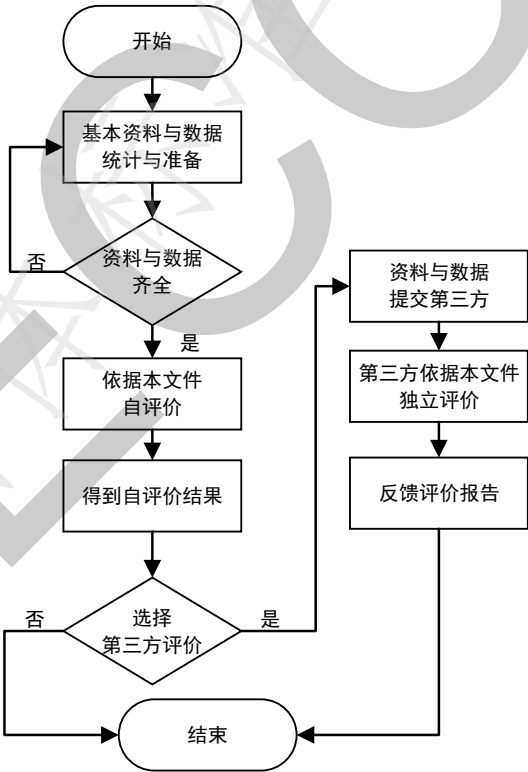 开始
基本资料与数据
统计与准备
资料与数据
齐全
否
是
依据本文件
自评价
得到自评价结果
选择
第三方评价
否
是
资料与数据
提交第三方
第三方依据本文件
独立评价
反馈评价报告
结束